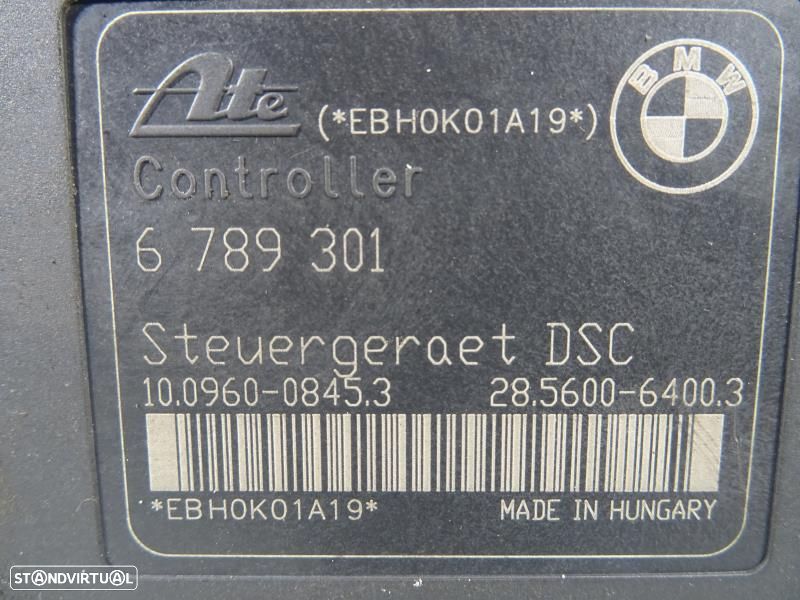 Ate (*EBH0K01A19*)
BMW
Controller
6 789 301
Steuergeraet DSC
10.0960-0845.3 28.5600-6400.3
*EBH0K01A19* MADE IN HUNGARY
STANDVIRTUAL